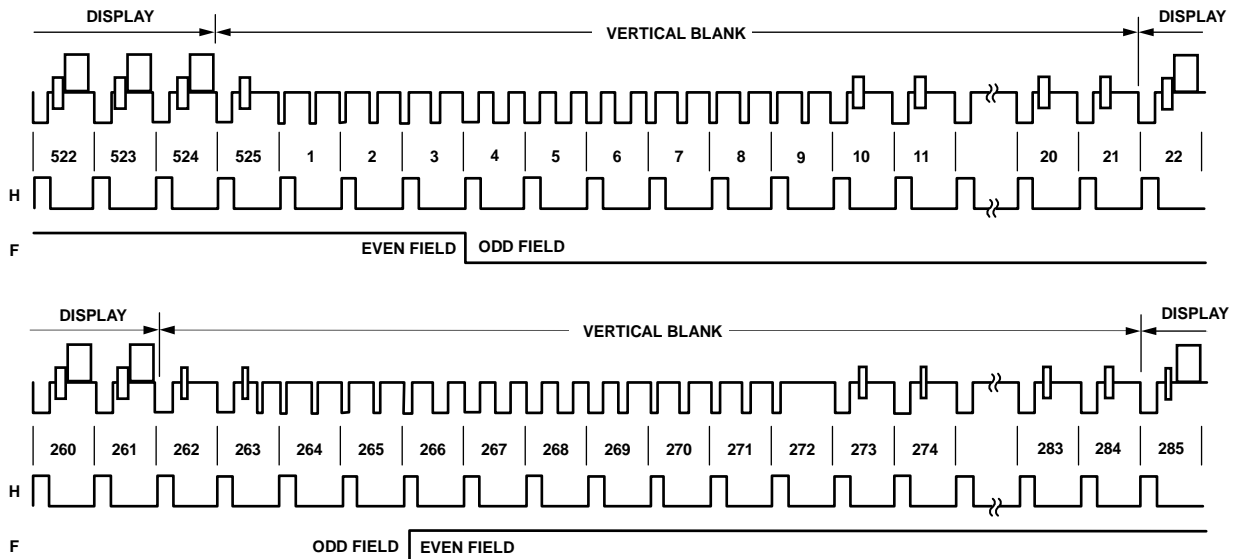 DISPLAY VERTICAL BLANK DISPLAY
522 523 524 525 1 2 3 4 5 6 7 8 9 10 11 20 21 22
H
F EVEN FIELD ODD FIELD
DISPLAY VERTICAL BLANK DISPLAY
260 261 262 263 264 265 266 267 268 269 270 271 272 273 274 283 284 285
H
F ODD FIELD EVEN FIELD